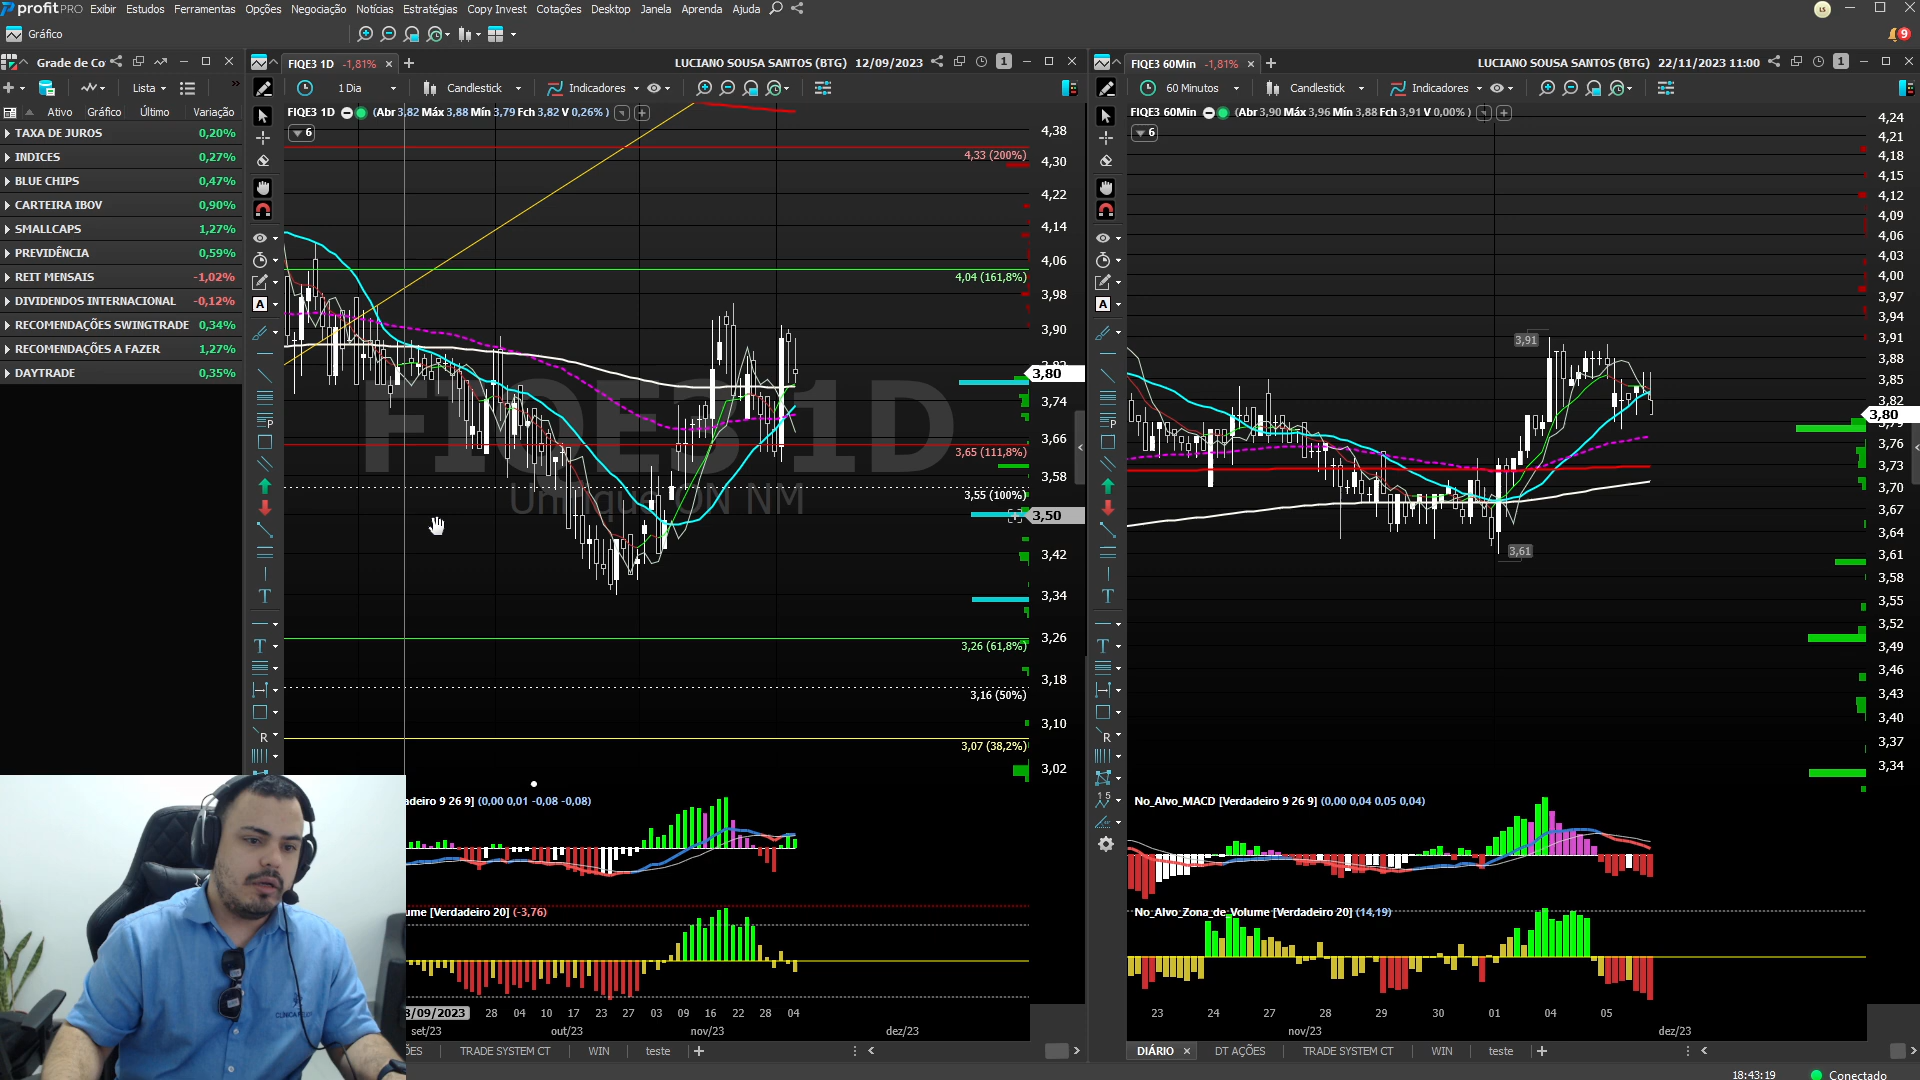 profitPRO Exibir Estudos Ferramentas Opções Negociação Notícias Estratégias Copy Invest Cotações Desktop Janela Aprenda Ajuda
LS
Gráfico
9
Grade de Co
FIQE3 1D -1,81%
LUCIANO SOUSA SANTOS (BTG) 12/09/2023
1
FIQE3 60Min -1,81%
LUCIANO SOUSA SANTOS (BTG) 22/11/2023 11:00
1
Lista
1 Dia
Candlestick
Indicadores
60 Minutos
Candlestick
Indicadores
Ativo Gráfico Último Variação
TAXA DE JUROS 0,20%
INDICES 0,27%
BLUE CHIPS 0,47%
CARTEIRA IBOV 0,90%
SMALLCAPS 1,27%
PREVIDÊNCIA 0,59%
REIT MENSAIS -1,02%
DIVIDENDOS INTERNACIONAL -0,12%
RECOMENDAÇÕES SWINGTRADE 0,34%
RECOMENDAÇÕES A FAZER 1,27%
DAYTRADE 0,35%
FIQE3 1D (Abr 3,82 Máx 3,88 Mín 3,79 Fch 3,82 V 0,26% )
6
FIQE3 1D
Unifique ON NM
4,33 (200%)
4,04 (161,8%)
3,65 (111,8%)
3,55 (100%)
3,26 (61,8%)
3,16 (50%)
3,07 (38,2%)
4,38
4,30
4,22
4,14
4,06
3,98
3,90
3,80
3,74
3,66
3,58
3,50
3,42
3,34
3,26
3,18
3,10
3,02
adeiro 9 26 9] (0,00 0,01 -0,08 -0,08)
ume [Verdadeiro 20] (-3,76)
3/09/2023 28 04 10 17 23 27 03 09 16 22 28 04
set/23 out/23 nov/23 dez/23
ÕES TRADE SYSTEM CT WIN teste
FIQE3 60Min (Abr 3,90 Máx 3,96 Mín 3,88 Fch 3,91 V 0,00% )
6
3,91
3,61
4,24
4,21
4,18
4,15
4,12
4,09
4,06
4,03
4,00
3,97
3,94
3,91
3,88
3,85
3,82
3,80
3,79
3,76
3,73
3,70
3,67
3,64
3,61
3,58
3,55
3,52
3,49
3,46
3,43
3,40
3,37
3,34
No_Alvo_MACD [Verdadeiro 9 26 9] (0,00 0,04 0,05 0,04)
No_Alvo_Zona_de_Volume [Verdadeiro 20] (14,19)
23 24 27 28 29 30 01 04 05
nov/23 dez/23
DIÁRIO DT AÇÕES TRADE SYSTEM CT WIN teste
18:43:19 Conectado